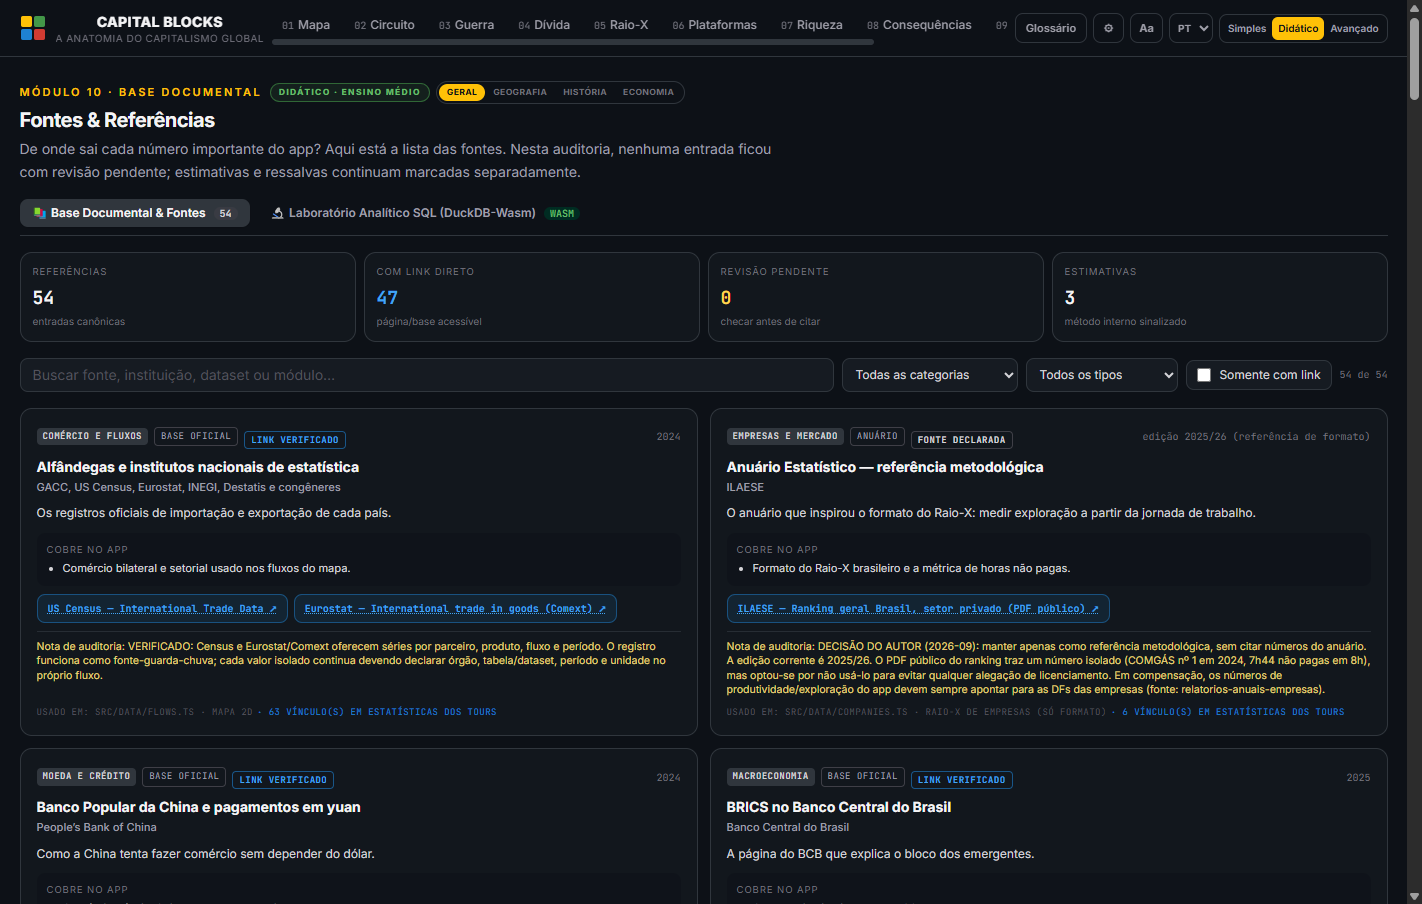 CAPITAL BLOCKS
A ANATOMIA DO CAPITALISMO GLOBAL
01 Mapa
02 Circuito
03 Guerra
04 Dívida
05 Raio-X
06 Plataformas
07 Riqueza
08 Consequências
09
Glossário
Aa
PT
Simples
Didático
Avançado
MÓDULO 10 · BASE DOCUMENTAL
DIDÁTICO · ENSINO MÉDIO
GERAL
GEOGRAFIA
HISTÓRIA
ECONOMIA
Fontes & Referências
De onde sai cada número importante do app? Aqui está a lista das fontes. Nesta auditoria, nenhuma entrada ficou
com revisão pendente; estimativas e ressalvas continuam marcadas separadamente.
Base Documental & Fontes 54
Laboratório Analítico SQL (DuckDB-Wasm) WASM
REFERÊNCIAS
54
entradas canônicas
COM LINK DIRETO
47
página/base acessível
REVISÃO PENDENTE
0
checar antes de citar
ESTIMATIVAS
3
método interno sinalizado
Buscar fonte, instituição, dataset ou módulo...
Todas as categorias
Todos os tipos
Somente com link
54 de 54
COMÉRCIO E FLUXOS
BASE OFICIAL
LINK VERIFICADO
2024
Alfândegas e institutos nacionais de estatística
GACC, US Census, Eurostat, INEGI, Destatis e congêneres
Os registros oficiais de importação e exportação de cada país.
COBRE NO APP
• Comércio bilateral e setorial usado nos fluxos do mapa.
US Census — International Trade Data ↗
Eurostat — International trade in goods (Comext) ↗
Nota de auditoria: VERIFICADO: Census e Eurostat/Comext oferecem séries por parceiro, produto, fluxo e período. O registro
funciona como fonte-guarda-chuva; cada valor isolado continua devendo declarar órgão, tabela/dataset, período e unidade no
próprio fluxo.
USADO EM: SRC/DATA/FLOWS.TS · MAPA 2D · 63 VÍNCULO(S) EM ESTATÍSTICAS DOS TOURS
EMPRESAS E MERCADO
ANUÁRIO
FONTE DECLARADA
edição 2025/26 (referência de formato)
Anuário Estatístico — referência metodológica
ILAESE
O anuário que inspirou o formato do Raio-X: medir exploração a partir da jornada de trabalho.
COBRE NO APP
• Formato do Raio-X brasileiro e a métrica de horas não pagas.
ILAESE — Ranking geral Brasil, setor privado (PDF público) ↗
Nota de auditoria: DECISÃO DO AUTOR (2026-09): manter apenas como referência metodológica, sem citar números do anuário.
A edição corrente é 2025/26. O PDF público do ranking traz um número isolado (COMGÁS nº 1 em 2024, 7h44 não pagas em 8h),
mas optou-se por não usá-lo para evitar qualquer alegação de licenciamento. Em compensação, os números de
produtividade/exploração do app devem sempre apontar para as DFs das empresas (fonte: relatorios-anuais-empresas).
USADO EM: SRC/DATA/COMPANIES.TS · RAIO-X DE EMPRESAS (SÓ FORMATO) · 6 VÍNCULO(S) EM ESTATÍSTICAS DOS TOURS
MOEDA E CRÉDITO
BASE OFICIAL
LINK VERIFICADO
2024
Banco Popular da China e pagamentos em yuan
People's Bank of China
Como a China tenta fazer comércio sem depender do dólar.
COBRE NO APP
MACROECONOMIA
BASE OFICIAL
LINK VERIFICADO
2025
BRICS no Banco Central do Brasil
Banco Central do Brasil
A página do BCB que explica o bloco dos emergentes.
COBRE NO APP